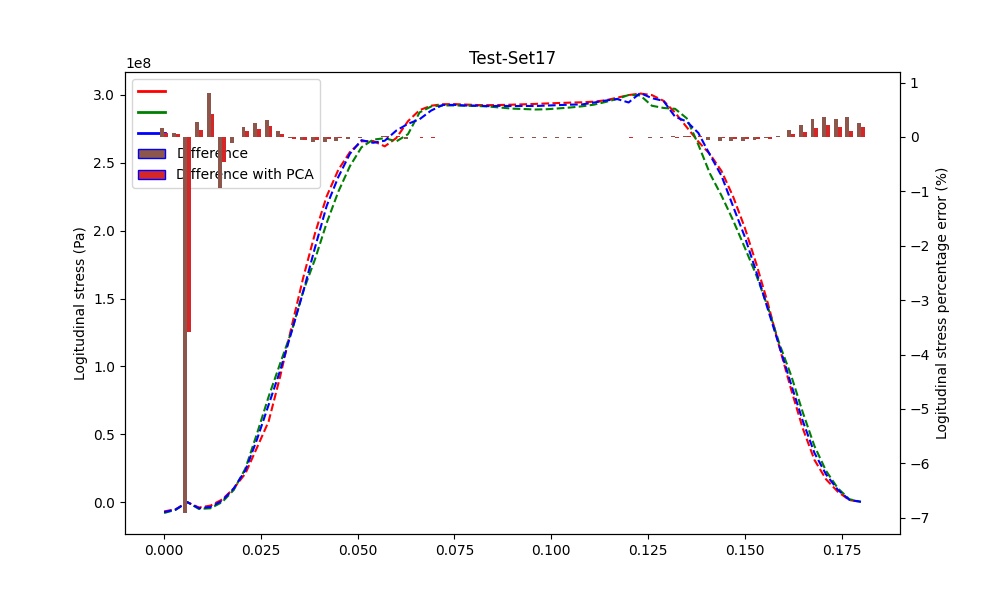 Test-Set17
1e8
3.0
2.5
2.0
1.5
1.0
0.5
0.0
Logitudinal stress (Pa)
Difference
Difference with PCA
1
0
−1
−2
−3
−4
−5
−6
−7
Logitudinal stress percentage error (%)
0.000 0.025 0.050 0.075 0.100 0.125 0.150 0.175